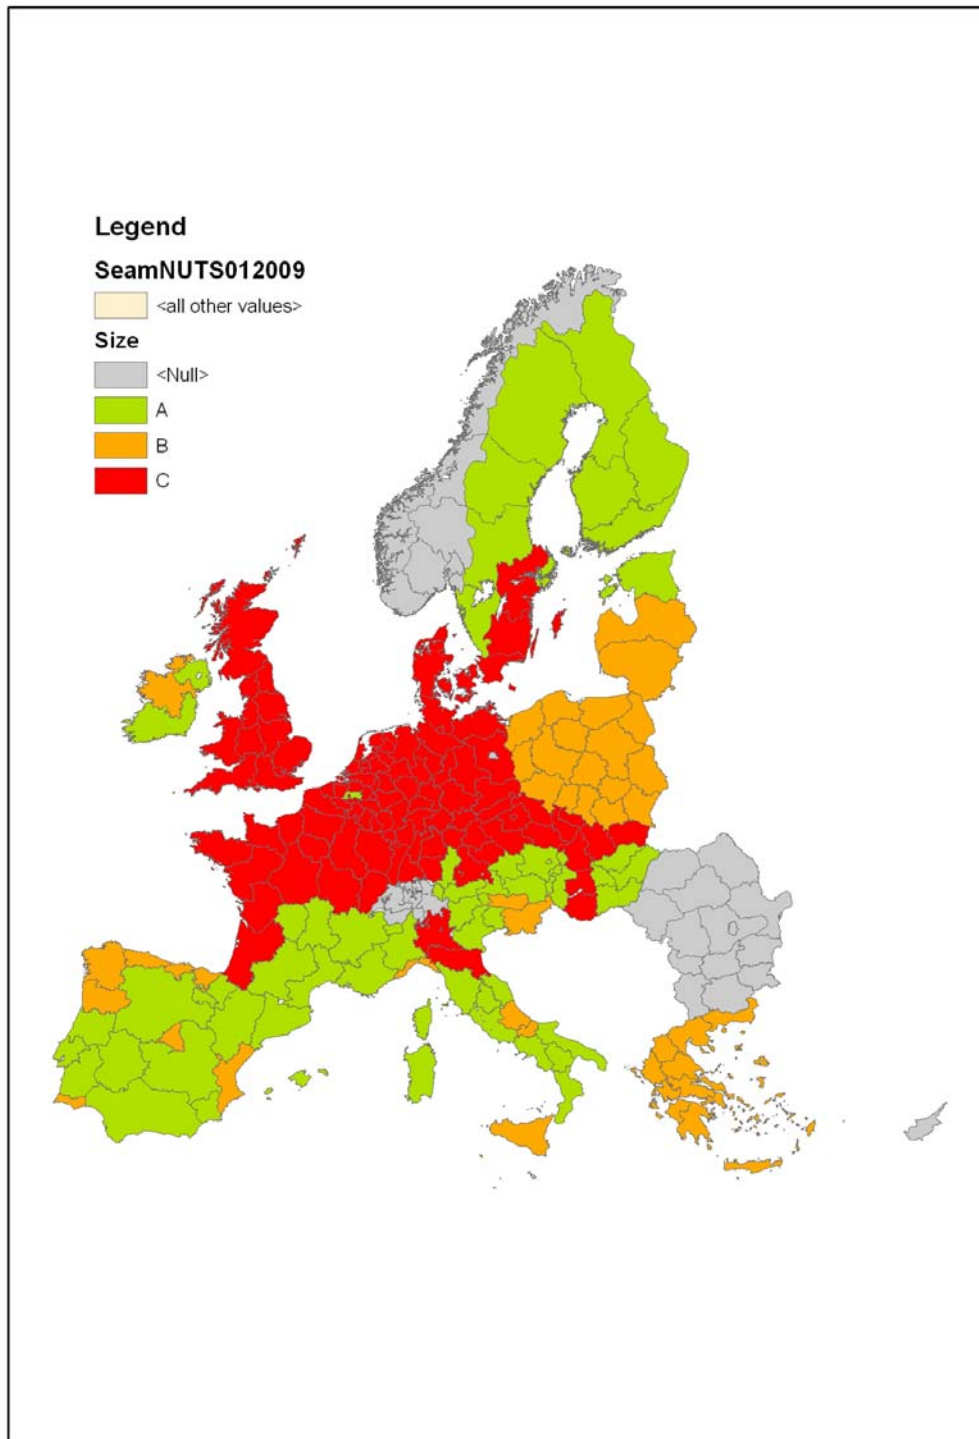 Legend
SeamNUTS012009
<all other values>
Size
<Null>
A
B
C